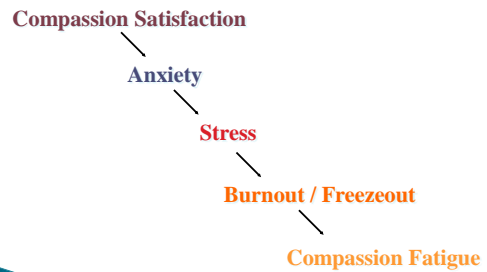 Compassion Satisfaction
Anxiety
Stress
Burnout / Freezeout
Compassion Fatigue